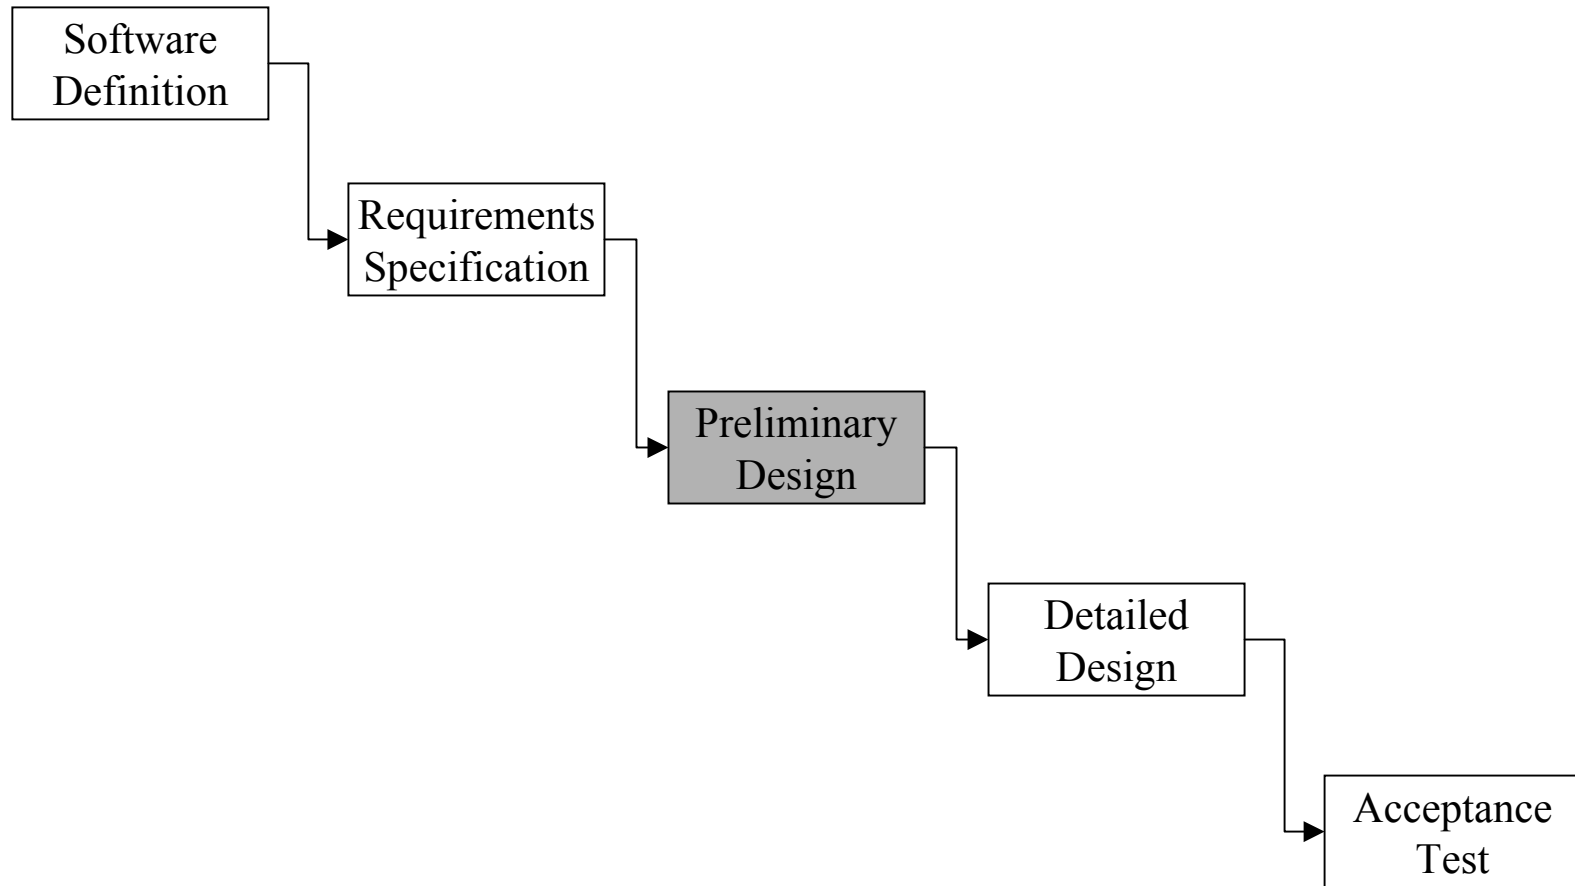 Software
Definition
Requirements
Specification
Preliminary
Design
Detailed
Design
Acceptance
Test